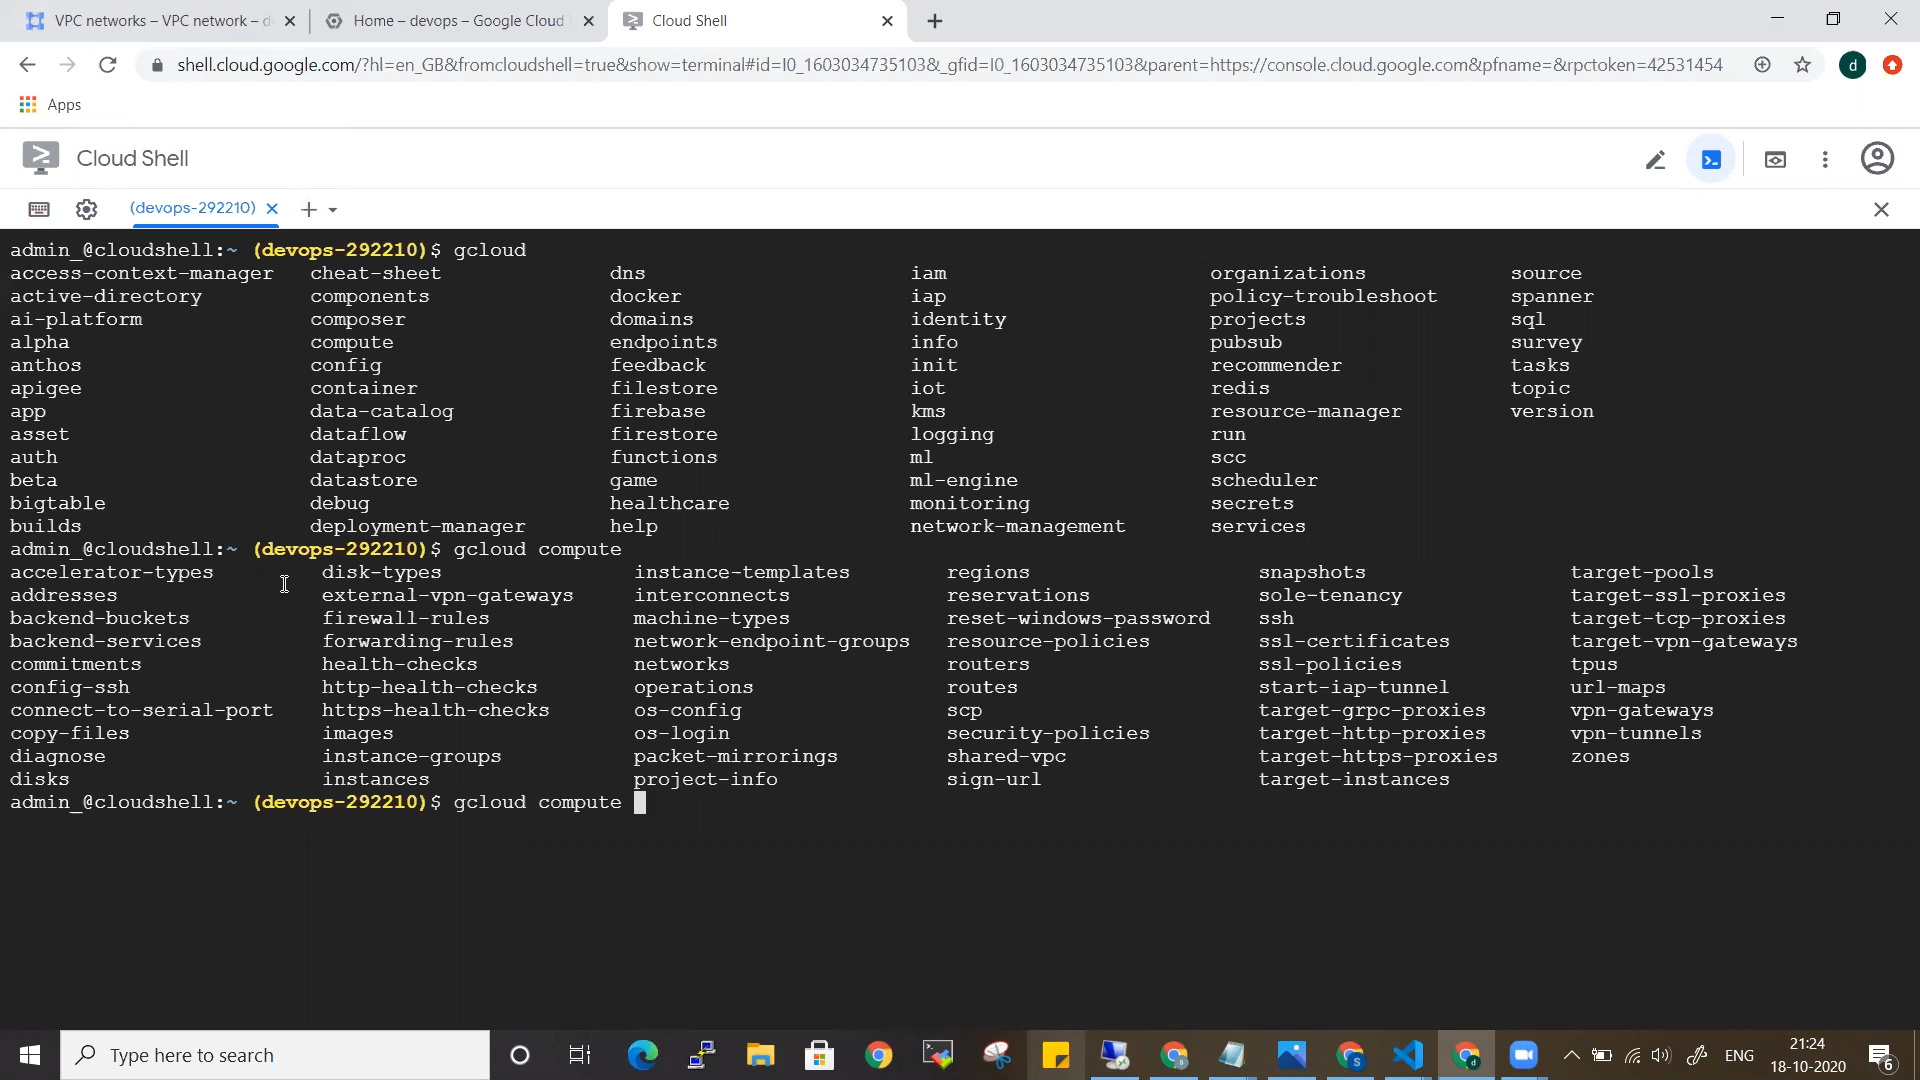 VPC networks – VPC network – d
Home – devops – Google Cloud
Cloud Shell
shell.cloud.google.com/?hl=en_GB&fromcloudshell=true&show=terminal#id=I0_1603034735103&_gfid=I0_1603034735103&parent=https://console.cloud.google.com&pfname=&rpctoken=42531454
d
Apps
Cloud Shell
(devops-292210)
admin_@cloudshell:~ (devops-292210)$ gcloud
access-context-manager cheat-sheet dns iam organizations source
active-directory components docker iap policy-troubleshoot spanner
ai-platform composer domains identity projects sql
alpha compute endpoints info pubsub survey
anthos config feedback init recommender tasks
apigee container filestore iot redis topic
app data-catalog firebase kms resource-manager version
asset dataflow firestore logging run
auth dataproc functions ml scc
beta datastore game ml-engine scheduler
bigtable debug healthcare monitoring secrets
builds deployment-manager help network-management services
admin_@cloudshell:~ (devops-292210)$ gcloud compute
accelerator-types disk-types instance-templates regions snapshots target-pools
addresses external-vpn-gateways interconnects reservations sole-tenancy target-ssl-proxies
backend-buckets firewall-rules machine-types reset-windows-password ssh target-tcp-proxies
backend-services forwarding-rules network-endpoint-groups resource-policies ssl-certificates target-vpn-gateways
commitments health-checks networks routers ssl-policies tpus
config-ssh http-health-checks operations routes start-iap-tunnel url-maps
connect-to-serial-port https-health-checks os-config scp target-grpc-proxies vpn-gateways
copy-files images os-login security-policies target-http-proxies vpn-tunnels
diagnose instance-groups packet-mirrorings shared-vpc target-https-proxies zones
disks instances project-info sign-url target-instances
admin_@cloudshell:~ (devops-292210)$ gcloud compute
Type here to search
ENG
21:24
18-10-2020
6